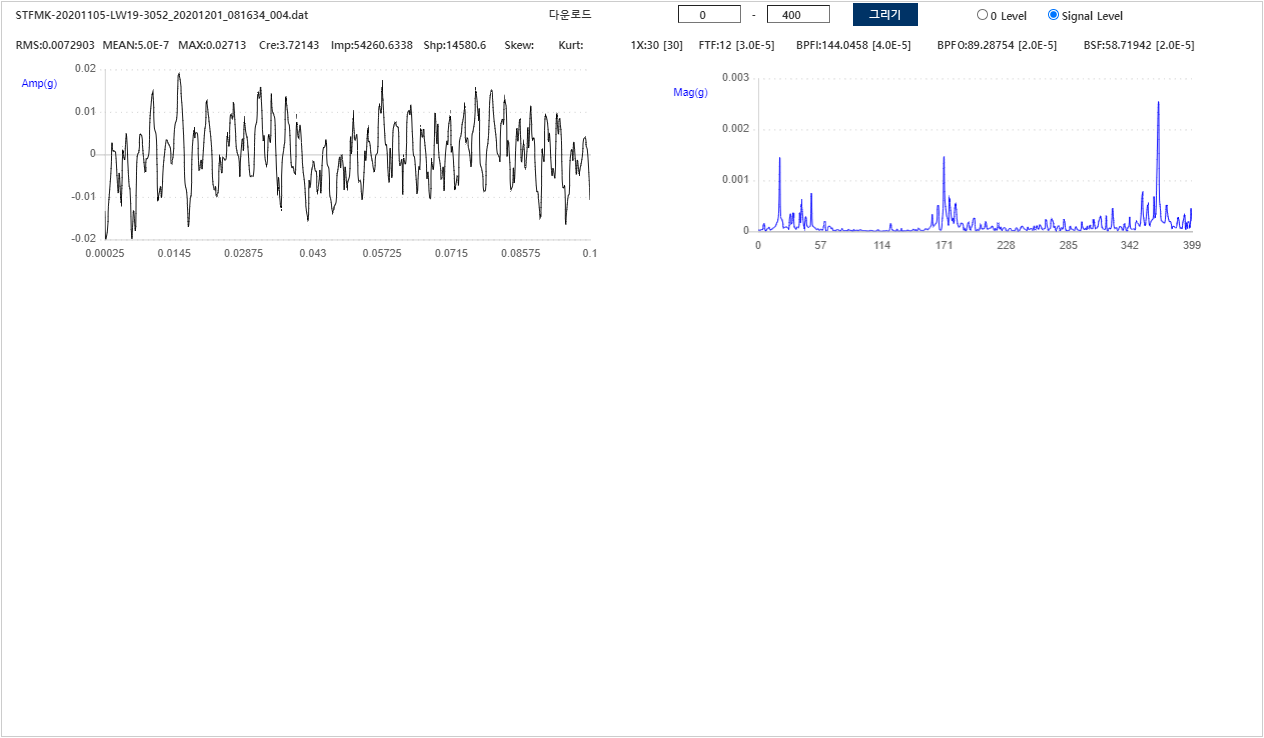 STFMK-20201105-LW19-3052_20201201_081634_004.dat 다운로드 0 - 400 그리기 0 Level Signal Level
RMS:0.0072903 MEAN:5.0E-7 MAX:0.02713 Cre:3.72143 Imp:54260.6338 Shp:14580.6 Skew: Kurt: 1X:30 [30] FTF:12 [3.0E-5] BPFI:144.0458 [4.0E-5] BPFO:89.28754 [2.0E-5] BSF:58.71942 [2.0E-5]
Amp(g)
0.02
0.01
0
-0.01
-0.02
0.00025 0.0145 0.02875 0.043 0.05725 0.0715 0.08575 0.1
Mag(g)
0.003
0.002
0.001
0
0 57 114 171 228 285 342 399